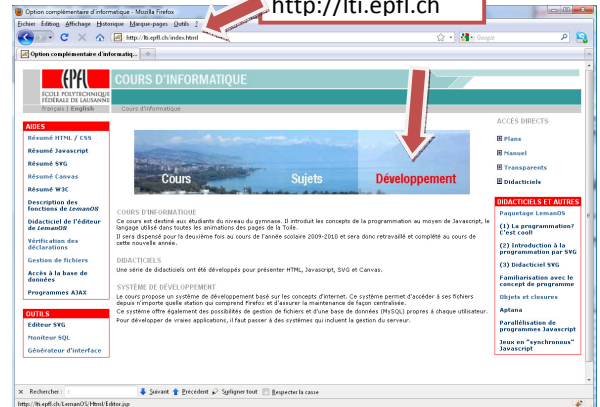 http://lti.epfl.ch
Option complémentaire d'informatique - Mozilla Firefox
Fichier Edition Affichage Historique Marque-pages Outils ?
http://lti.epfl.ch/index.html
Google
Option complémentaire d'informatiq...
EPFL
ECOLE POLYTECHNIQUE
FÉDÉRALE DE LAUSANNE
COURS D'INFORMATIQUE
français | English
Cours d'informatique
AIDES
Résumé HTML / CSS
Résumé Javascript
Résumé SVG
Résumé Canvas
Résumé W3C
Description des
fonctions de LemanOS
Didacticiel de l'éditeur
de LemanOS
Vérification des
déclarations
Gestion de fichiers
Accès à la base de
données
Programmes AJAX
OUTILS
Editeur SVG
Moniteur SQL
Générateur d'interface
Cours Sujets Développement
COURS D'INFORMATIQUE
Ce cours est destiné aux étudiants du niveau du gymnase. Il introduit les concepts de la programmation au moyen de Javascript, le
langage utilisé dans toutes les animations des pages de la Toile.
Il sera dispensé pour la deuxième fois au cours de l'année scolaire 2009-2010 et sera donc retravaillé et complété au cours de
cette nouvelle année.
DIDACTICIELS
Une série de didacticiels ont été développés pour présenter HTML, Javascript, SVG et Canvas.
SYSTÈME DE DÉVELOPPEMENT
Le cours propose un système de développement basé sur les concepts d'internet. Ce système permet d'accéder à ses fichiers
depuis n'importe quelle station qui comprend firefox et d'assurer la maintenance de façon centralisée.
Ce système offre également des possibilités de gestion de fichiers et d'une base de données (MySQL) propres à chaque utilisateur.
Pour développer de vraies applications, il faut passer à des systèmes qui incluent la gestion du serveur.
ACCÈS DIRECTS
Plans
Manuel
Transparents
Didacticiels
DIDACTICIELS ET AUTRES
Paquetage LemanOS
(1) La programmation?
C'est cool!
(2) Introduction à la
programmation par SVG
(3) Didacticiel SVG
Familiarisation avec le
concept de programme
Objets et closures
Aptana
Parallélisation de
programmes Javascript
Jeux en "synchronous"
Javascript
Rechercher : Suivant Précédent Surligner tout Respecter la casse
http://lti.epfl.ch/LemanOS/Html/Editor.jsp